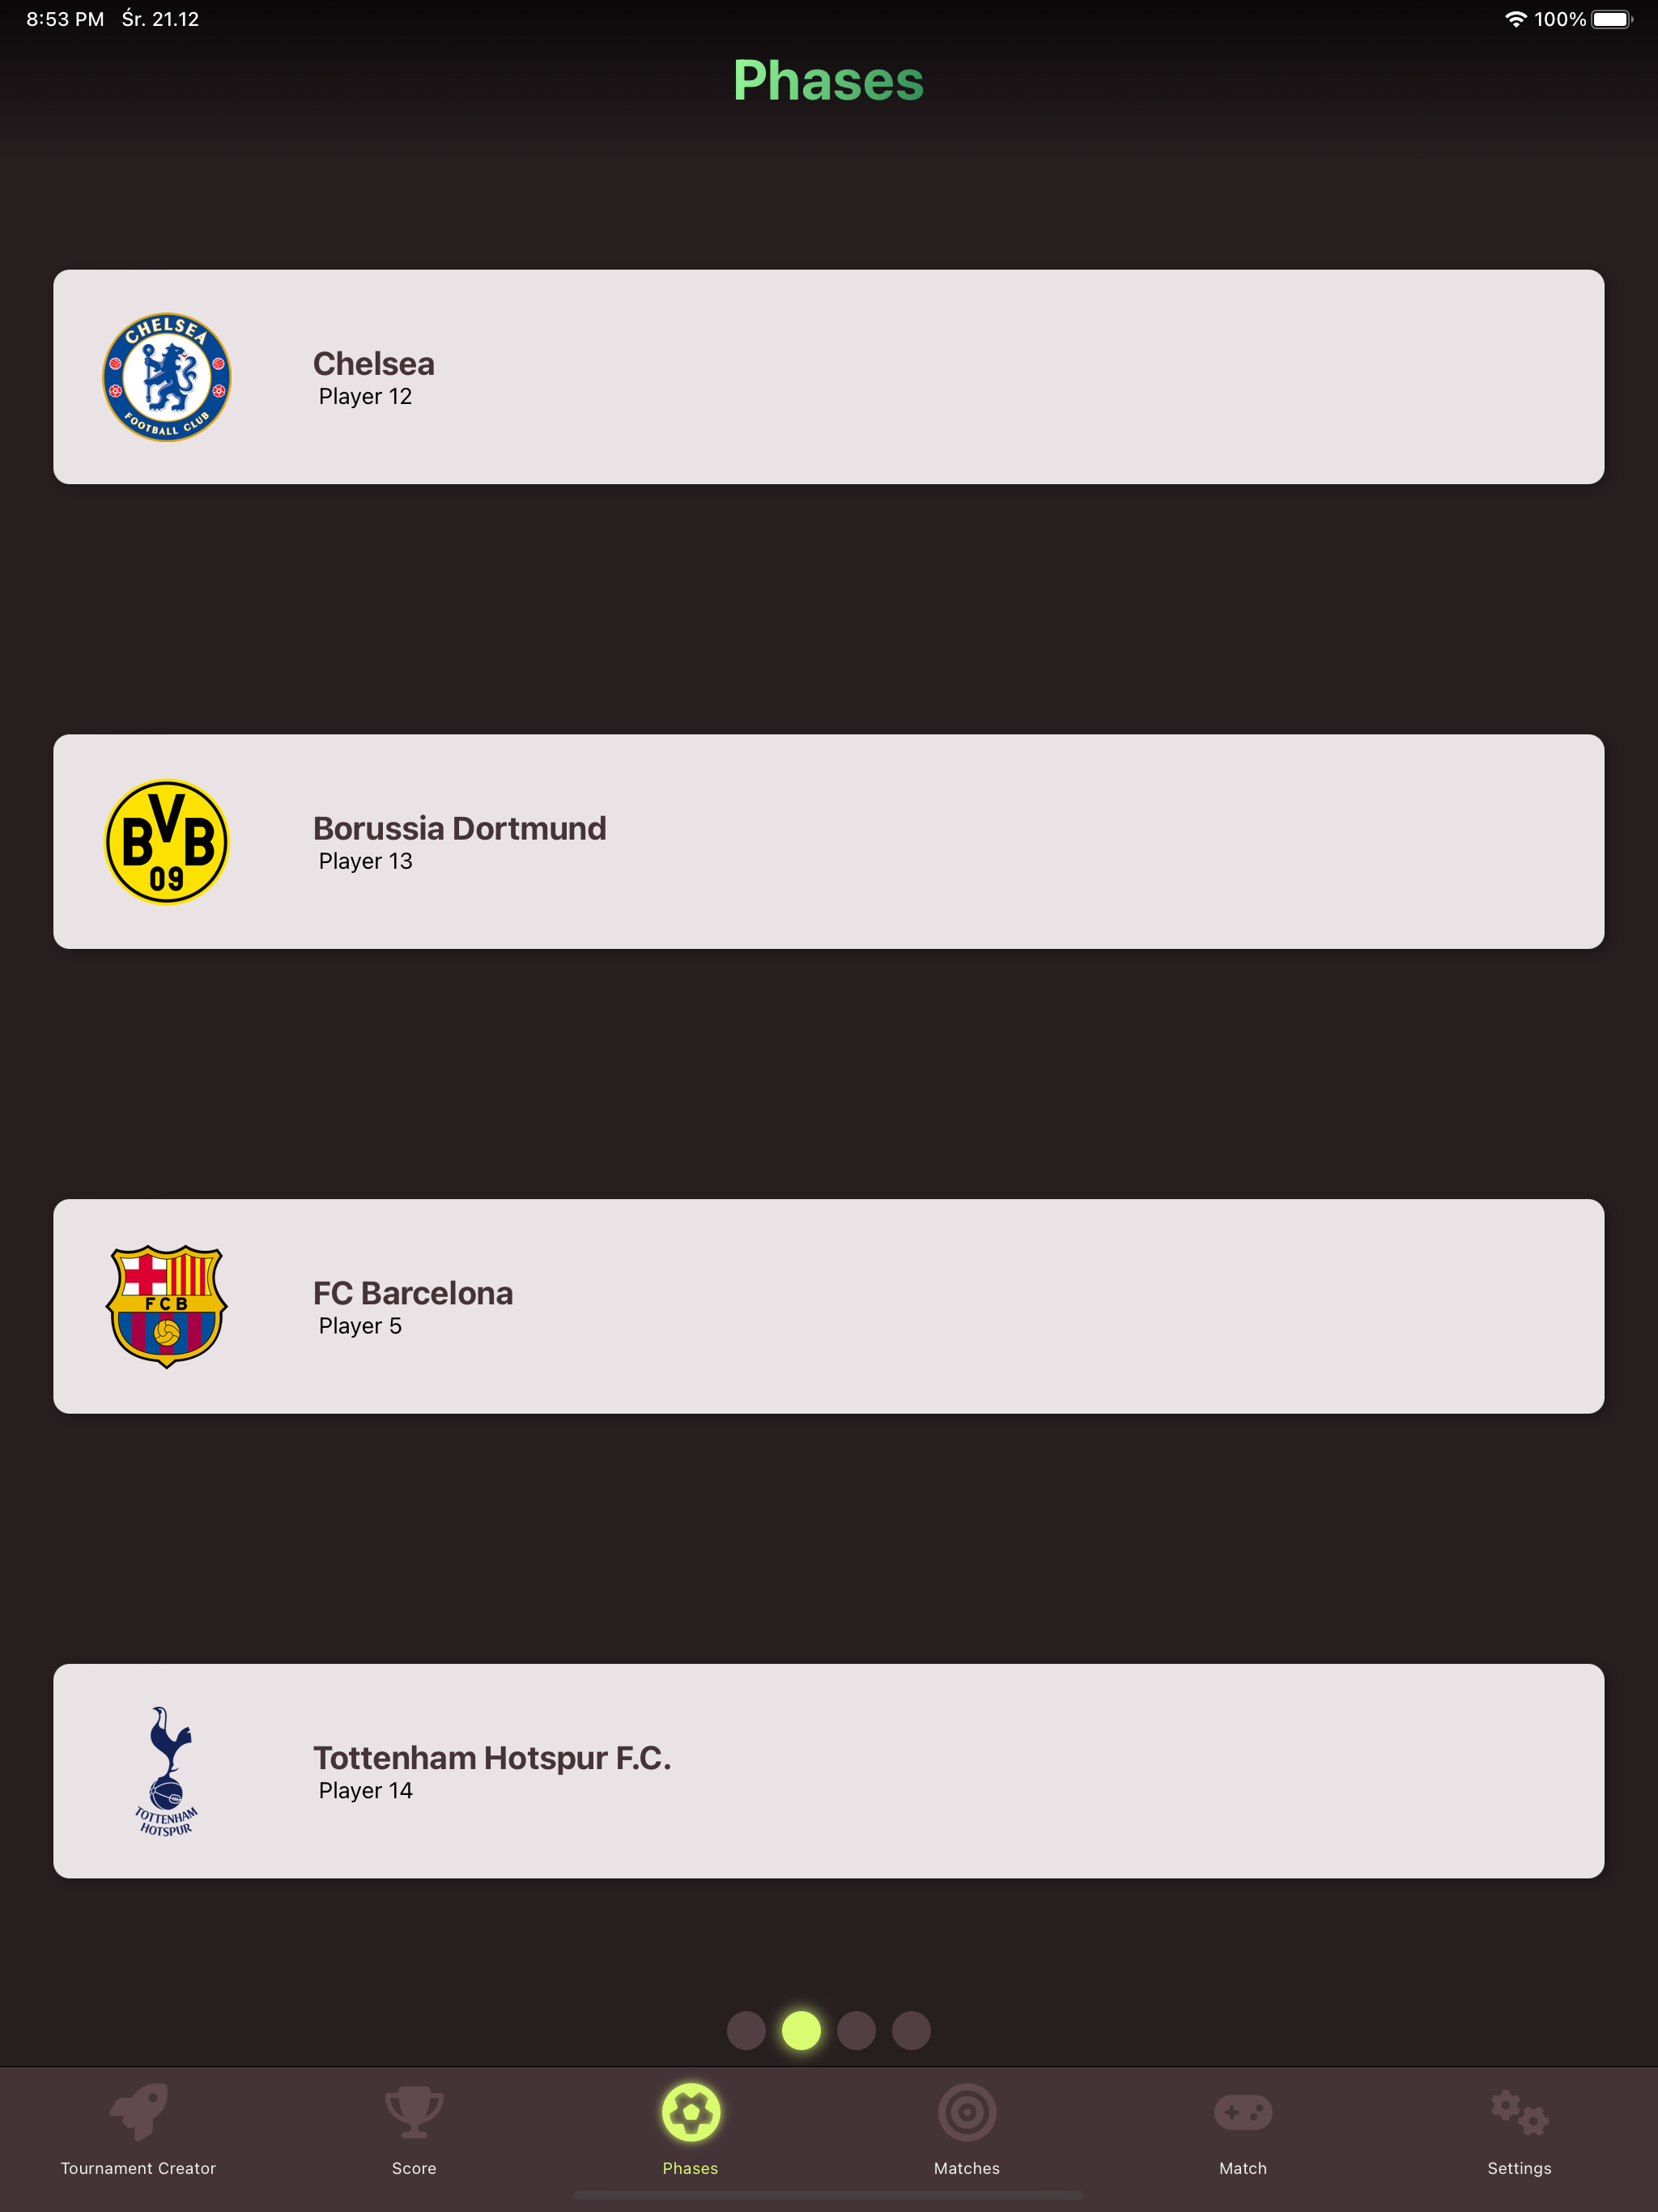 8:53 PM Śr. 21.12 100%
Phases
CHELSEA
FOOTBALL CLUB
Chelsea
Player 12
BVB
09
Borussia Dortmund
Player 13
FCB
FC Barcelona
Player 5
TOTTENHAM
HOTSPUR
Tottenham Hotspur F.C.
Player 14
Tournament Creator Score Phases Matches Match Settings